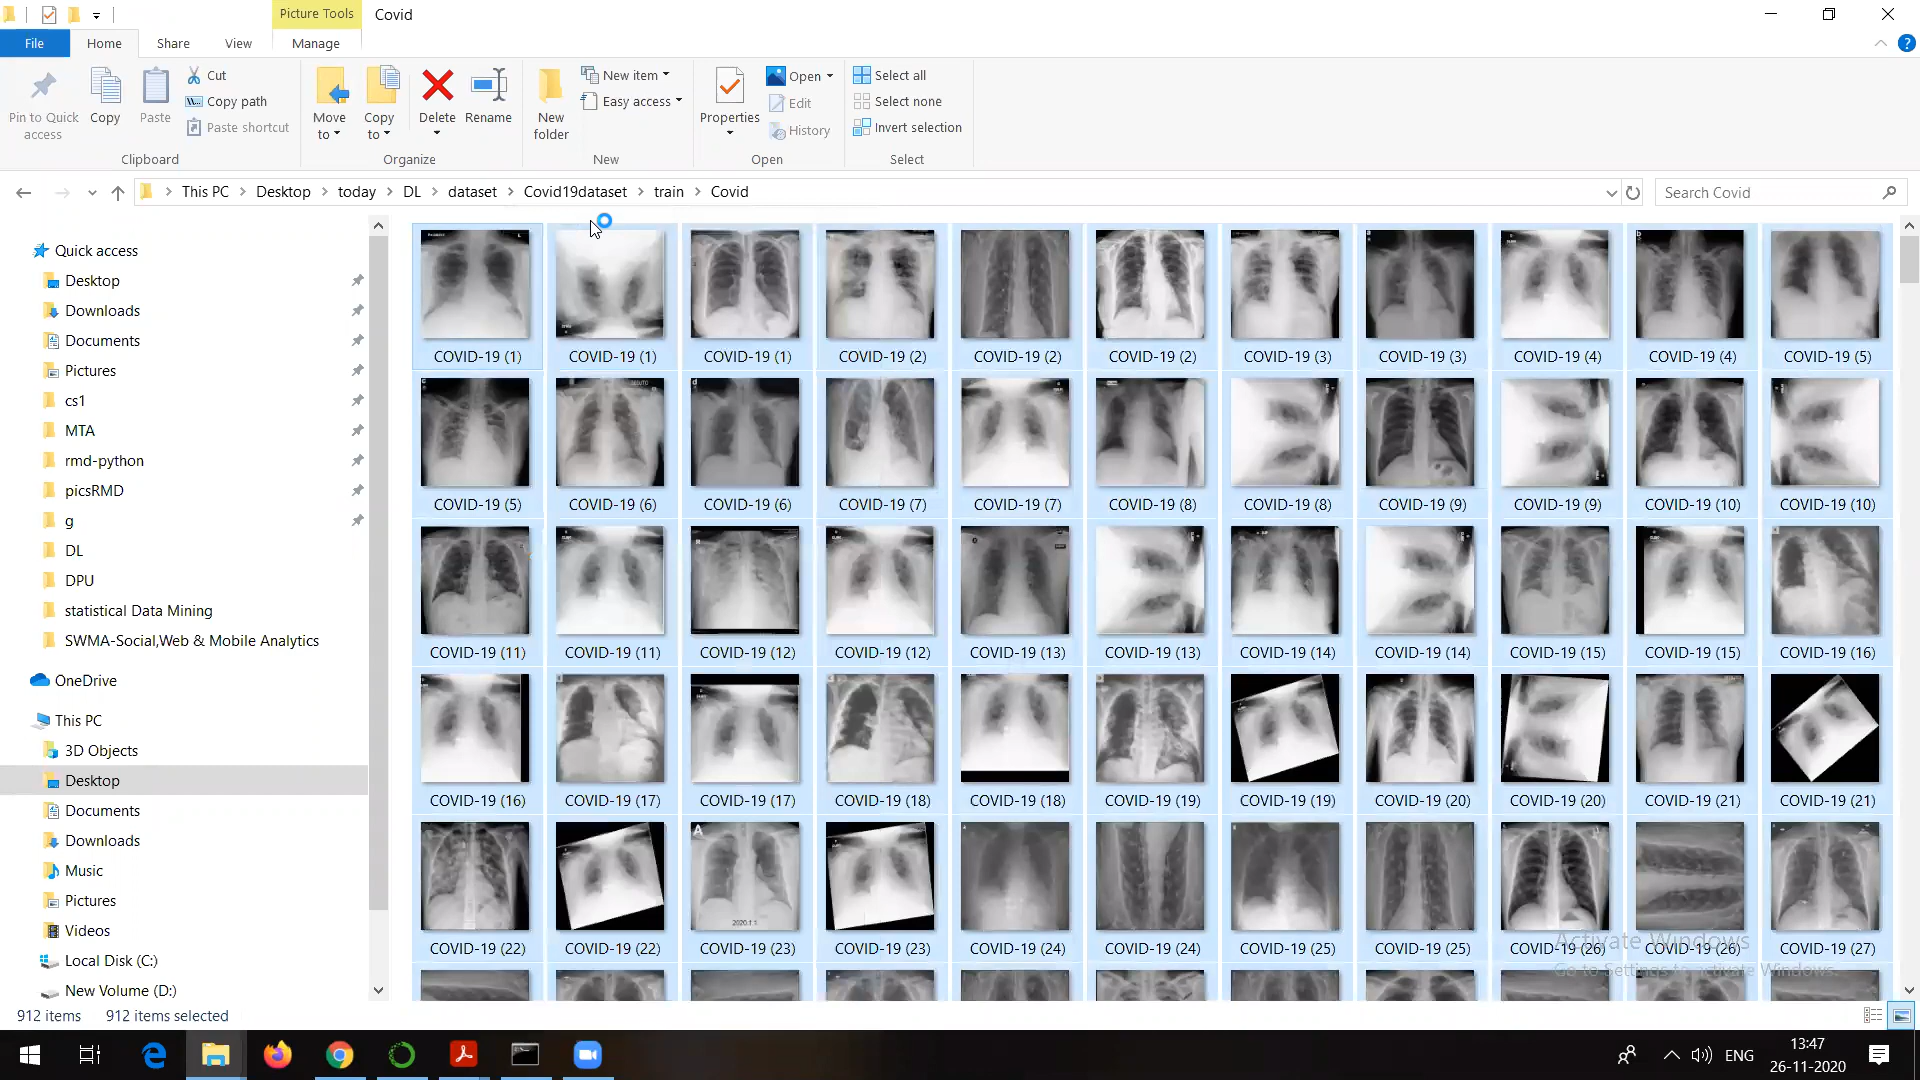 Picture Tools
Covid
File
Home
Share
View
Manage
Pin to Quick access
Copy
Paste
Cut
Copy path
Paste shortcut
Clipboard
Move to
Copy to
Delete
Rename
Organize
New folder
New item
Easy access
New
Properties
Open
Edit
History
Open
Select all
Select none
Invert selection
Select
This PC > Desktop > today > DL > dataset > Covid19dataset > train > Covid
Search Covid
Quick access
Desktop
Downloads
Documents
Pictures
cs1
MTA
rmd-python
picsRMD
g
DL
DPU
statistical Data Mining
SWMA-Social,Web & Mobile Analytics
OneDrive
This PC
3D Objects
Desktop
Documents
Downloads
Music
Pictures
Videos
Local Disk (C:)
New Volume (D:)
COVID-19 (1) COVID-19 (1) COVID-19 (1) COVID-19 (2) COVID-19 (2) COVID-19 (2) COVID-19 (3) COVID-19 (3) COVID-19 (4) COVID-19 (4) COVID-19 (5)
COVID-19 (5) COVID-19 (6) COVID-19 (6) COVID-19 (7) COVID-19 (7) COVID-19 (8) COVID-19 (8) COVID-19 (9) COVID-19 (9) COVID-19 (10) COVID-19 (10)
COVID-19 (11) COVID-19 (11) COVID-19 (12) COVID-19 (12) COVID-19 (13) COVID-19 (13) COVID-19 (14) COVID-19 (14) COVID-19 (15) COVID-19 (15) COVID-19 (16)
COVID-19 (16) COVID-19 (17) COVID-19 (17) COVID-19 (18) COVID-19 (18) COVID-19 (19) COVID-19 (19) COVID-19 (20) COVID-19 (20) COVID-19 (21) COVID-19 (21)
A
2020.1.1
COVID-19 (22) COVID-19 (22) COVID-19 (23) COVID-19 (23) COVID-19 (24) COVID-19 (24) COVID-19 (25) COVID-19 (25) COVID-19 (26) COVID-19 (26) COVID-19 (27)
Activate Windows
Go to Settings to activate Windows.
912 items 912 items selected
ENG
13:47
26-11-2020